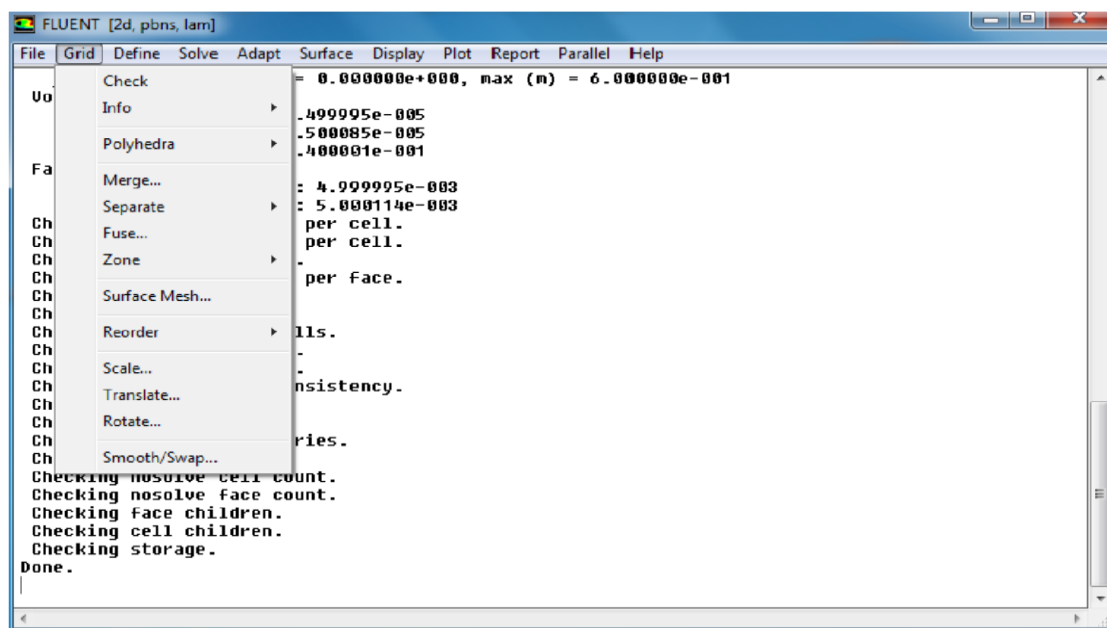 FLUENT [2d, pbns, lam]
File Grid Define Solve Adapt Surface Display Plot Report Parallel Help
Check
Info
Polyhedra
Merge...
Separate
Fuse...
Zone
Surface Mesh...
Reorder
Scale...
Translate...
Rotate...
Smooth/Swap...
= 0.000000e+000, max (m) = 6.000000e-001
Vo
.499995e-005
.500085e-005
.400001e-001
Fa
: 4.999995e-003
: 5.000114e-003
Ch per cell.
Ch per cell.
Ch .
Ch per face.
Ch
Ch
Ch lls.
Ch .
Ch .
Ch nsistency.
Ch
Ch
Ch ries.
Ch
Checking nosolve cell count.
Checking nosolve face count.
Checking face children.
Checking cell children.
Checking storage.
Done.